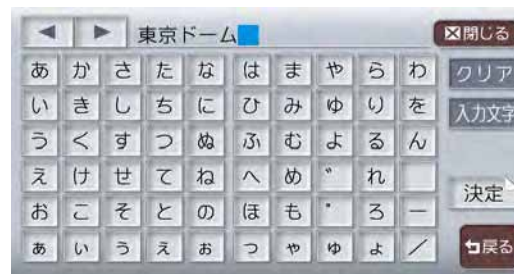 ◀ ▶ 東京ドーム ☒閉じる
あ か さ た な は ま や ら わ クリア
い き し ち に ひ み ゆ り を 入力文字
う く す つ ぬ ふ む よ る ん
え け せ て ね へ め ゛ れ
お こ そ と の ほ も ゜ ろ ー 決定
ぁ ぃ ぅ ぇ ぉ っ ゃ ゅ ょ ／ 戻る